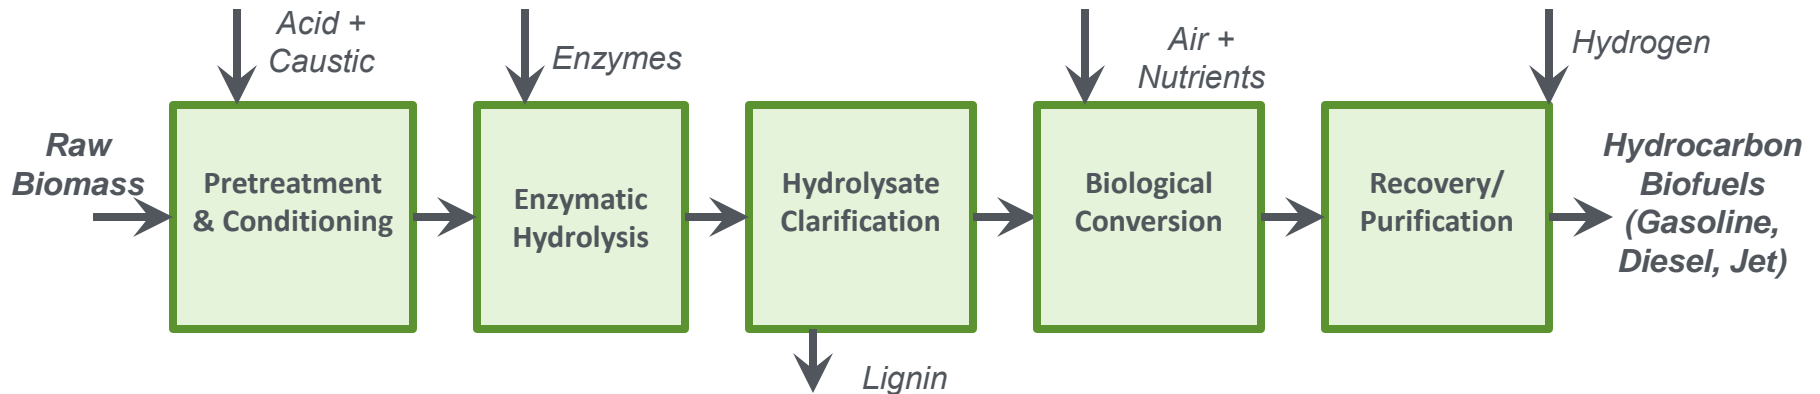 Acid +
Caustic
Enzymes
Air +
Nutrients
Hydrogen
Raw
Biomass
Pretreatment
& Conditioning
Enzymatic
Hydrolysis
Hydrolysate
Clarification
Biological
Conversion
Recovery/
Purification
Hydrocarbon
Biofuels
(Gasoline,
Diesel, Jet)
Lignin